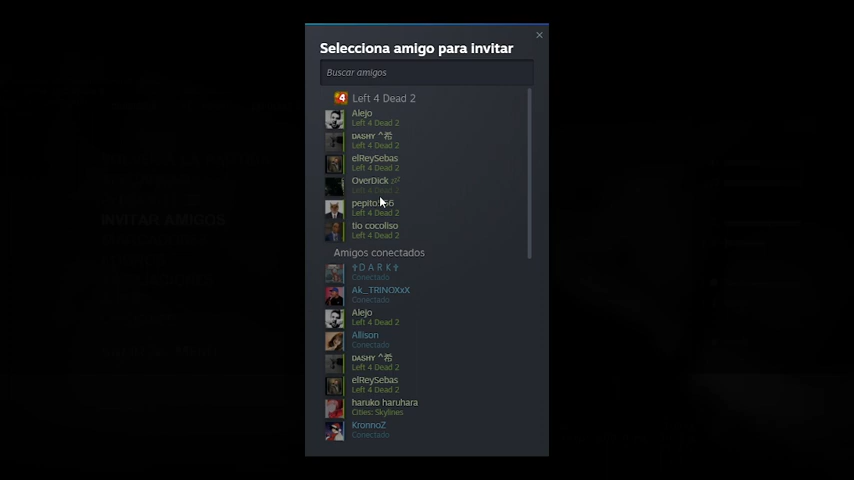 Selecciona amigo para invitar
Buscar amigos
Left 4 Dead 2
Alejo
Left 4 Dead 2
DASHY ^希
Left 4 Dead 2
elReySebas
Left 4 Dead 2
OverDick
Left 4 Dead 2
Left 4 Dead 2
tio cocoliso
Left 4 Dead 2
Amigos conectados
✝D A R K✝
Conectado
Ak_TRINOXxX
Conectado
Alejo
Left 4 Dead 2
Allison
Conectado
DASHY ^希
Left 4 Dead 2
elReySebas
Left 4 Dead 2
haruko haruhara
Cities: Skylines
KronnoZ
Conectado
INVITAR AMIGOS